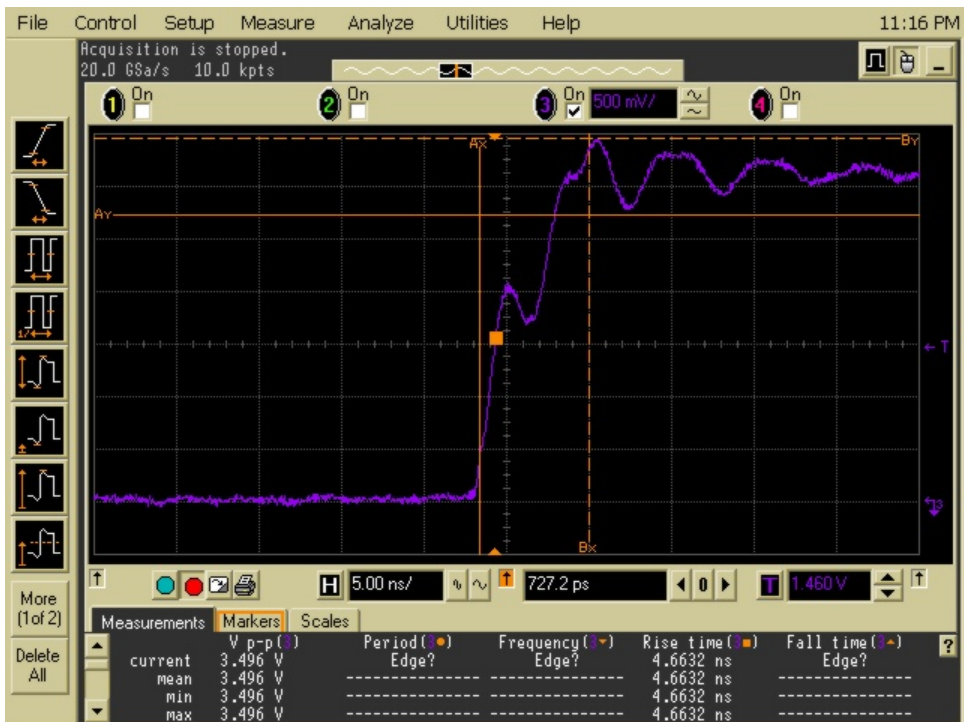 File Control Setup Measure Analyze Utilities Help 11:16 PM
Acquisition is stopped.
20.0 GSa/s 10.0 kpts
1 On 2 On 3 On 500 mV/ 4 On
Ax By
Ay
T
3
Bx
H 5.00 ns/ 727.2 ps 0 T 1.460 V
More
(1of 2)
Delete
All
1/
Measurements Markers Scales
V p-p(3) Period(3) Frequency(3) Rise time(3) Fall time(3) ?
current 3.496 V Edge? Edge? 4.6632 ns Edge?
mean 3.496 V --------------- --------------- 4.6632 ns ---------------
min 3.496 V --------------- --------------- 4.6632 ns ---------------
max 3.496 V --------------- --------------- 4.6632 ns ---------------